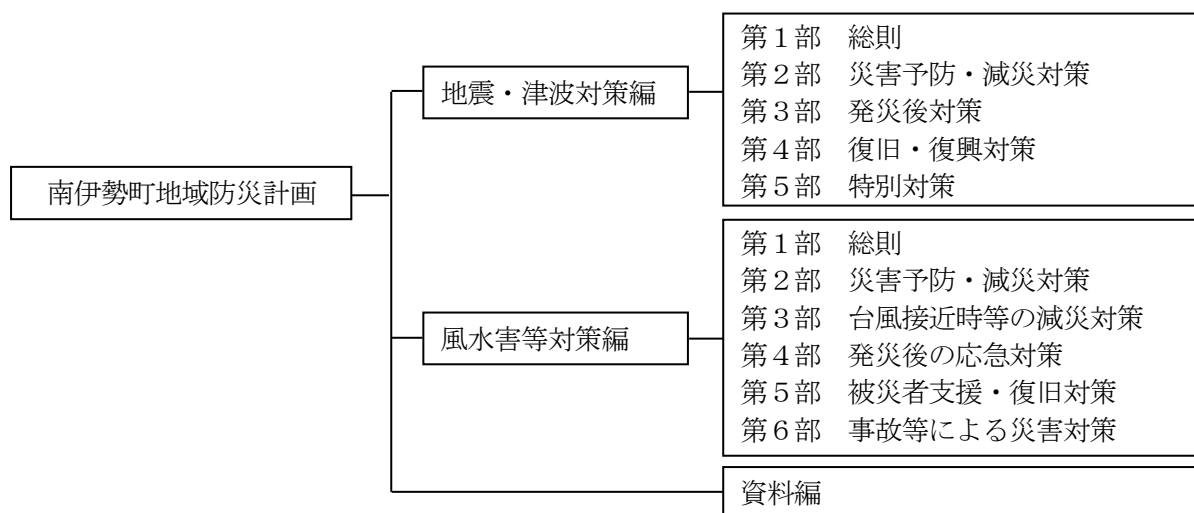 南伊勢町地域防災計画
地震・津波対策編
第１部　総則
第２部　災害予防・減災対策
第３部　発災後対策
第４部　復旧・復興対策
第５部　特別対策
風水害等対策編
第１部　総則
第２部　災害予防・減災対策
第３部　台風接近時等の減災対策
第４部　発災後の応急対策
第５部　被災者支援・復旧対策
第６部　事故等による災害対策
資料編